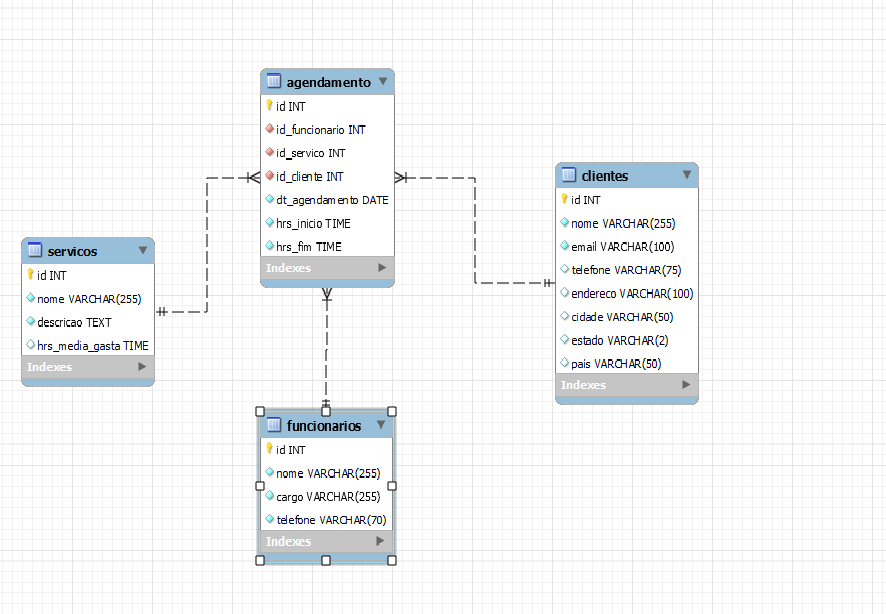 agendamento
id INT
id_funcionario INT
id_servico INT
id_cliente INT
dt_agendamento DATE
hrs_inicio TIME
hrs_fim TIME
Indexes
clientes
id INT
nome VARCHAR(255)
email VARCHAR(100)
telefone VARCHAR(75)
endereco VARCHAR(100)
cidade VARCHAR(50)
estado VARCHAR(2)
pais VARCHAR(50)
Indexes
servicos
id INT
nome VARCHAR(255)
descricao TEXT
hrs_media_gasta TIME
Indexes
funcionarios
id INT
nome VARCHAR(255)
cargo VARCHAR(255)
telefone VARCHAR(70)
Indexes